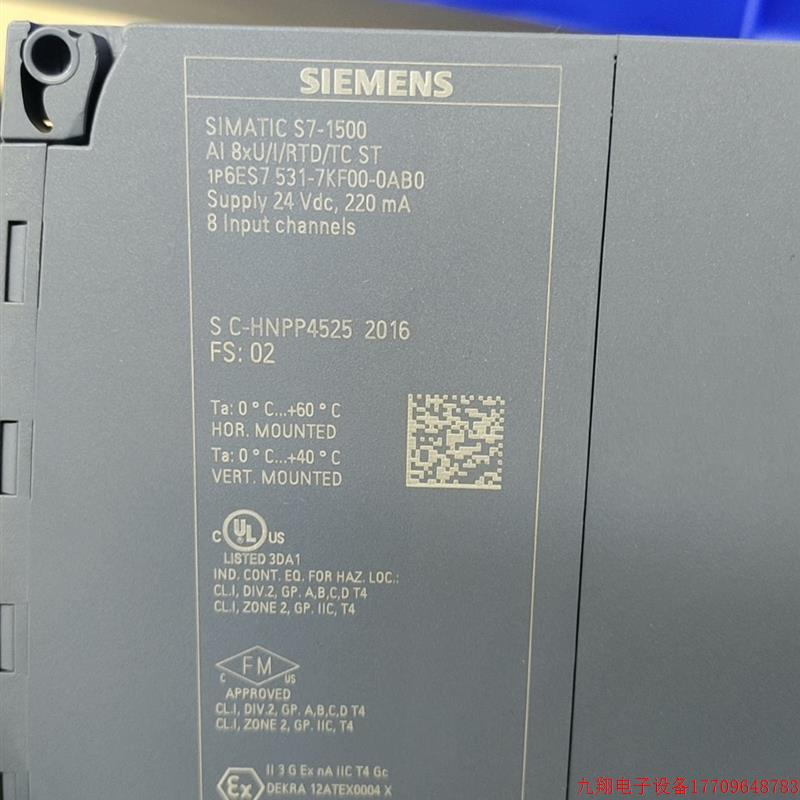 SIEMENS
SIMATIC S7-1500
AI 8xU/I/RTD/TC ST
1P6ES7 531-7KF00-0AB0
Supply 24 Vdc, 220 mA
8 Input channels
S C-HNPP4525 2016
FS: 02
Ta: 0 ° C...+60 ° C
HOR. MOUNTED
Ta: 0 ° C...+40 ° C
VERT. MOUNTED
C UL US
LISTED 3DA1
IND. CONT. EQ. FOR HAZ. LOC.:
CL.I, DIV.2, GP. A,B,C,D T4
CL.I, ZONE 2, GP. IIC, T4
C FM US
APPROVED
CL.I, DIV.2, GP. A,B,C,D T4
CL.I, ZONE 2, GP. IIC, T4
Ex
II 3 G Ex nA IIC T4 Gc
DEKRA 12ATEX0004 X
九翔电子设备17709648783